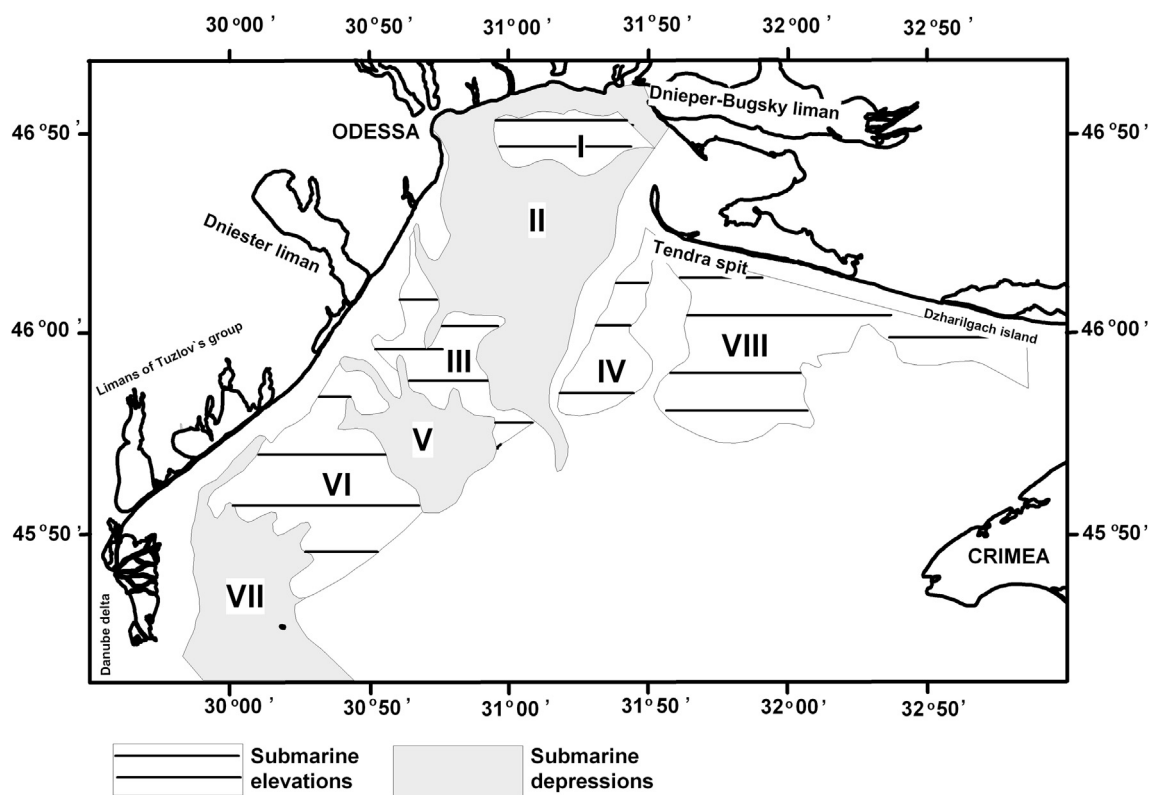 30°00 ’ 30°50 ’ 31°00 ’ 31°50 ’ 32°00 ’ 32°50 ’
Dnieper-Bugsky liman
46°50 ’ ODESSA 46°50 ’
I
II
Dniester liman
Tendra spit
46°00 ’ Dzharilgach island 46°00 ’
Limans of Tuzlov`s group
III IV VIII
V
VI
45°50 ’ 45°50 ’
CRIMEA
VII
Danube delta
30°00 ’ 30°50 ’ 31°00 ’ 31°50 ’ 32°00 ’ 32°50 ’
Submarine elevations
Submarine depressions